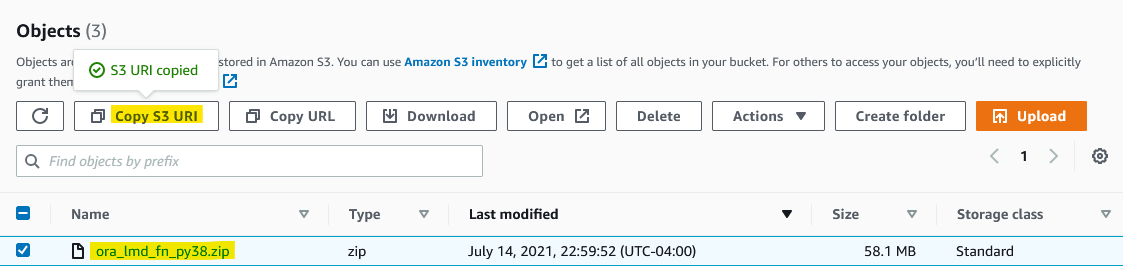 Objects (3)
S3 URI copied
Objects are stored in Amazon S3. You can use Amazon S3 inventory to get a list of all objects in your bucket. For others to access your objects, you'll need to explicitly
grant them
Copy S3 URI Copy URL Download Open Delete Actions Create folder Upload
Find objects by prefix 1
Name Type Last modified Size Storage class
ora_lmd_fn_py38.zip zip July 14, 2021, 22:59:52 (UTC-04:00) 58.1 MB Standard